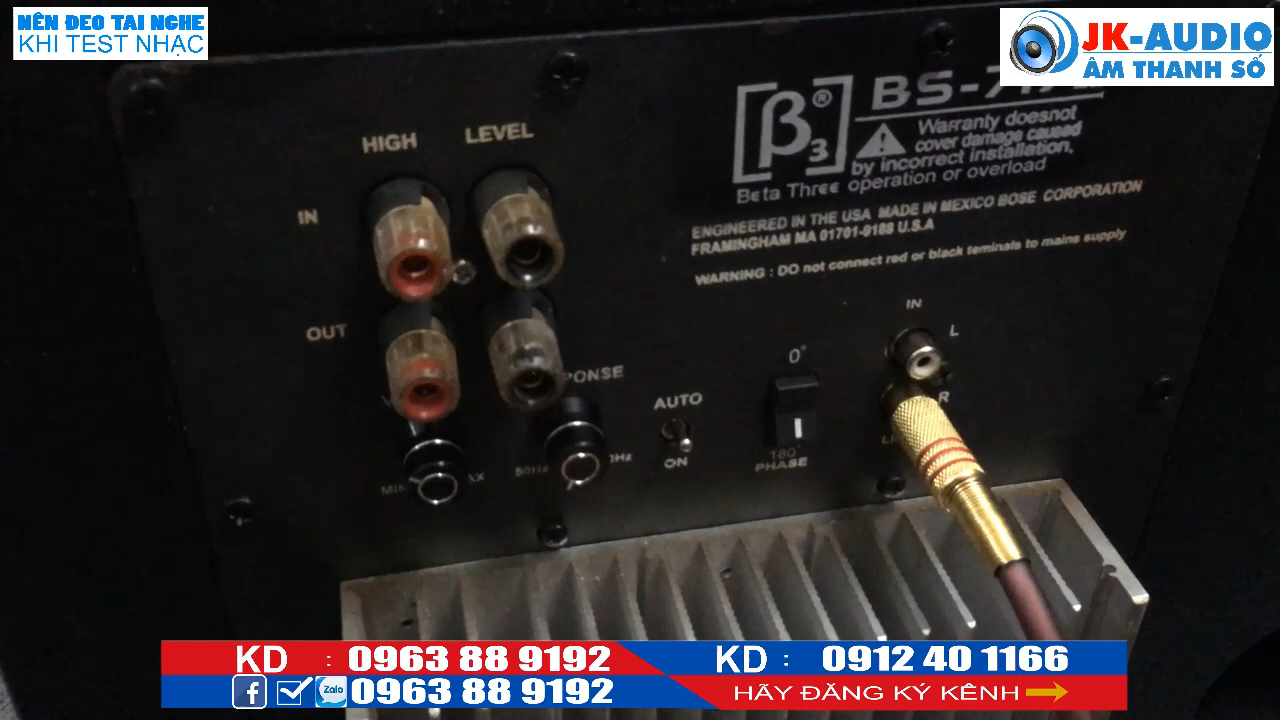 NÊN ĐEO TAI NGHE
KHI TEST NHẠC
JK-AUDIO
ÂM THANH SỐ
[β3]®
Beta Three
Warranty doesnot
cover damage caused
by incorrect installation,
operation or overload
ENGINEERED IN THE USA MADE IN MEXICO BOSE CORPORATION
FRAMINGHAM MA 01701-9168 U.S.A
WARNING : DO not connect red or black teminals to mains supply
HIGH LEVEL
IN
OUT
AUTO
ON
0°
180°
PHASE
IN
L
R
50Hz
KD : 0963 88 9192
KD : 0912 40 1166
Zalo 0963 88 9192
HÃY ĐĂNG KÝ KÊNH